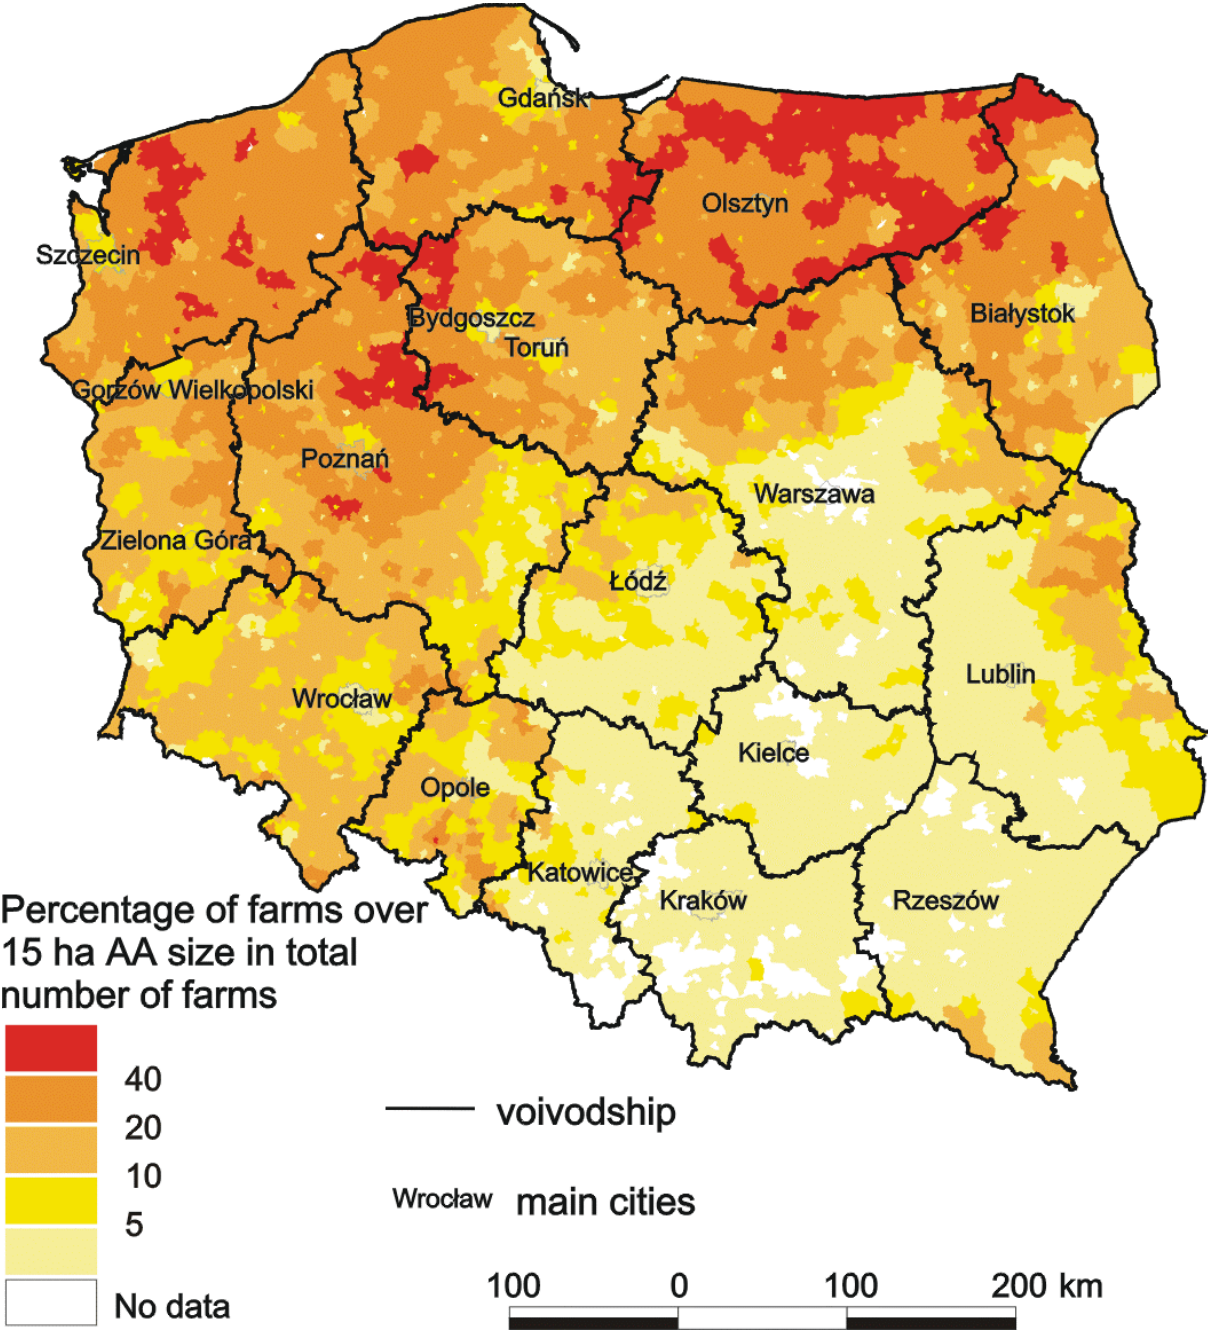 Gdańsk
Olsztyn
Szczecin
Białystok
Bydgoszcz
Toruń
Gorzów Wielkopolski
Poznań
Warszawa
Zielona Góra
Łódź
Lublin
Wrocław
Kielce
Opole
Katowice
Kraków
Rzeszów
Percentage of farms over
15 ha AA size in total
number of farms
40
20
10
5
No data
voivodship
Wrocław main cities
100 0 100 200 km